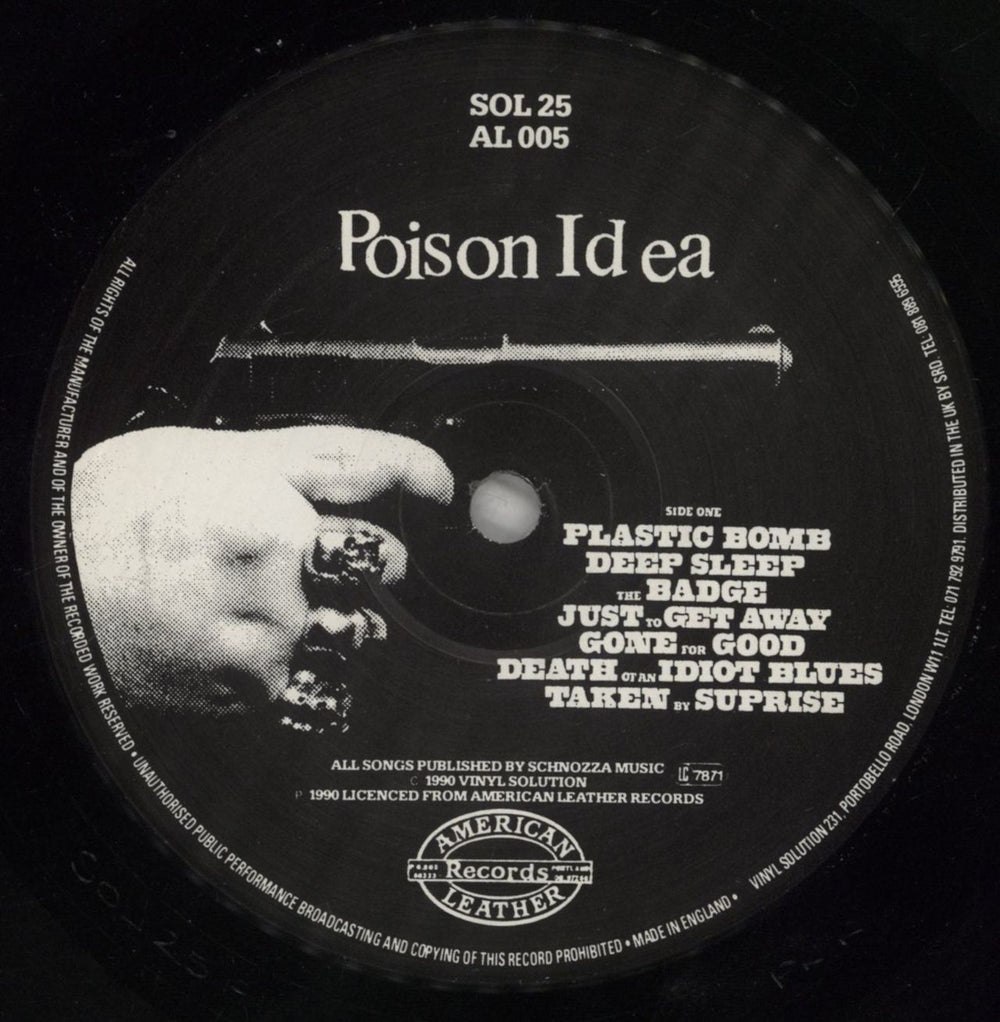 SOL 25
AL 005
Poison Idea
SIDE ONE
PLASTIC BOMB
DEEP SLEEP
THE BADGE
JUST TO GET AWAY
GONE FOR GOOD
DEATH OF AN IDIOT BLUES
TAKEN BY SUPRISE
ALL SONGS PUBLISHED BY SCHNOZZA MUSIC
LC 7871
C 1990 VINYL SOLUTION
P 1990 LICENCED FROM AMERICAN LEATHER RECORDS
AMERICAN
Records
LEATHER
ALL RIGHTS OF THE MANUFACTURER AND OF THE OWNER OF THE RECORDED WORK RESERVED • UNAUTHORISED PUBLIC PERFORMANCE BROADCASTING AND COPYING OF THIS RECORD PROHIBITED • MADE IN ENGLAND •
VINYL SOLUTION 231, PORTOBELLO ROAD, LONDON W11 1LT. TEL: 071 792 9791. DISTRIBUTED IN THE UK BY SRD. TEL: 081 889 6555
SOL 25